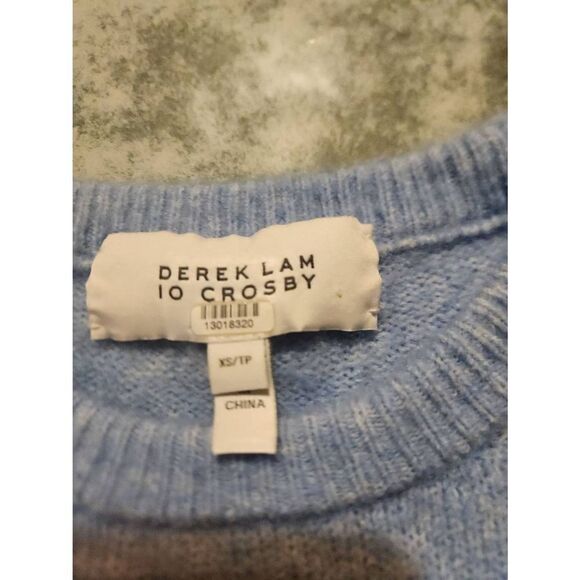 DEREK LAM
10 CROSBY
13018320
XS/TP
CHINA